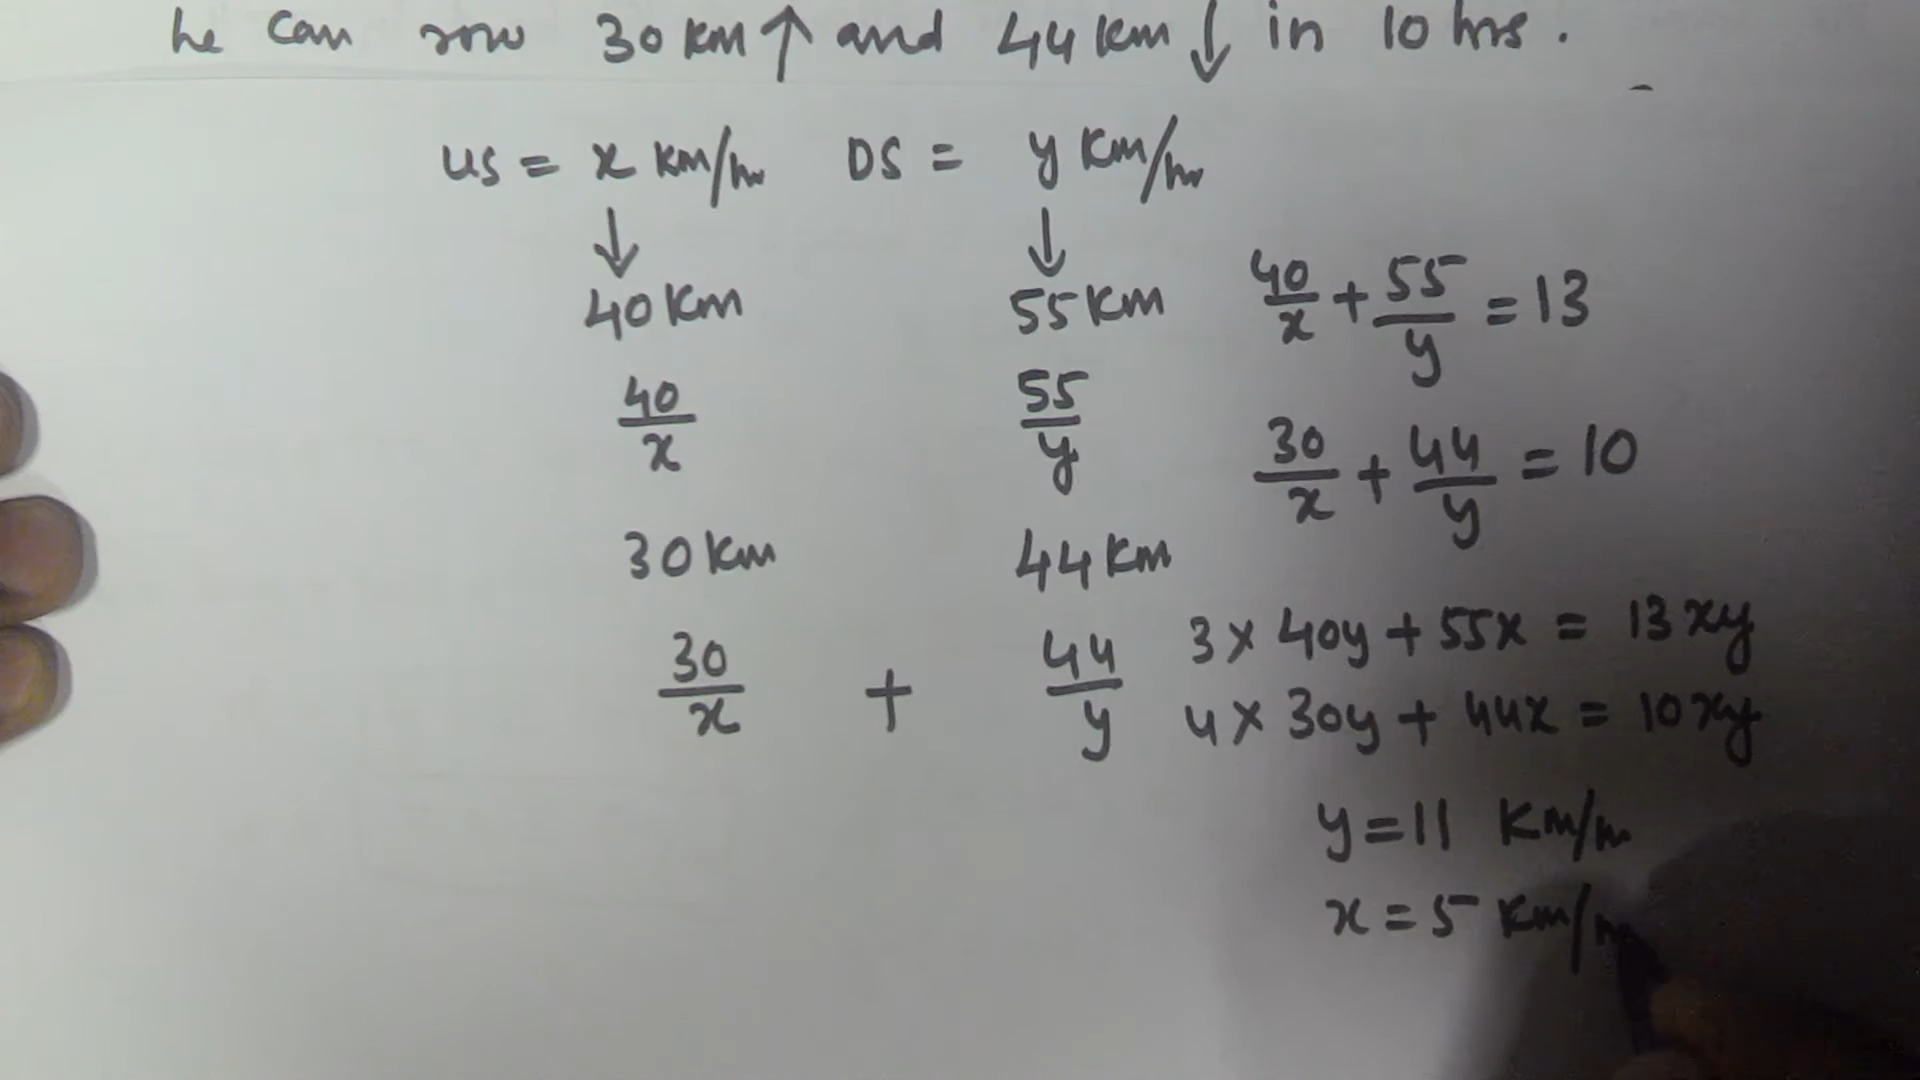 he can row 30 km ↑ and 44 km ↓ in 10 hrs.
US = x km/hr DS = y km/hr
↓ ↓
40 km 55 km
40/x 55/y
40/x + 55/y = 13
30/x + 44/y = 10
30 km 44 km
30/x + 44/y
3 x 40y + 55x = 13xy
4 x 30y + 44x = 10xy
y = 11 km/hr
x = 5 km/hr